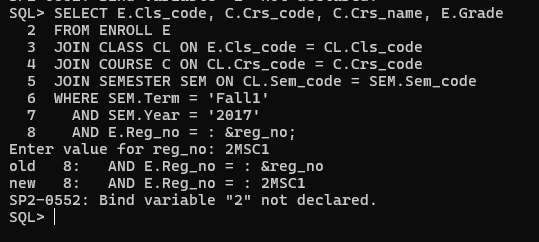 SQL> SELECT E.Cls_code, C.Crs_code, C.Crs_name, E.Grade
  2  FROM ENROLL E
  3  JOIN CLASS CL ON E.Cls_code = CL.Cls_code
  4  JOIN COURSE C ON CL.Crs_code = C.Crs_code
  5  JOIN SEMESTER SEM ON CL.Sem_code = SEM.Sem_code
  6  WHERE SEM.Term = 'Fall1'
  7    AND SEM.Year = '2017'
  8    AND E.Reg_no = : &reg_no;
Enter value for reg_no: 2MSC1
old   8:   AND E.Reg_no = : &reg_no
new   8:   AND E.Reg_no = : 2MSC1
SP2-0552: Bind variable "2" not declared.
SQL>